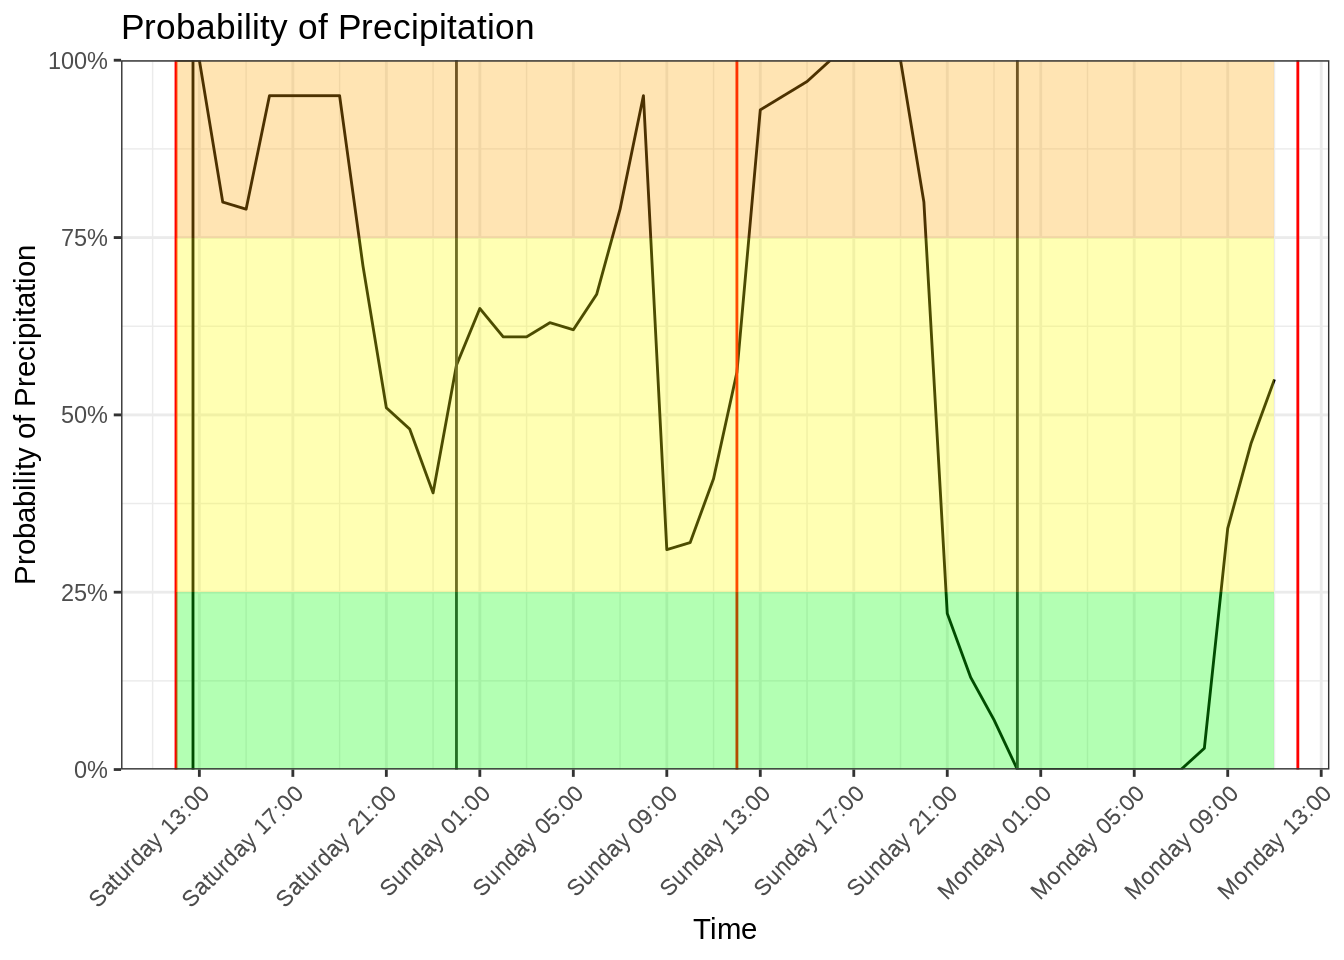 Probability of Precipitation
Probability of Precipitation
100%
75%
50%
25%
0%
Saturday 13:00
Saturday 17:00
Saturday 21:00
Sunday 01:00
Sunday 05:00
Sunday 09:00
Sunday 13:00
Sunday 17:00
Sunday 21:00
Monday 01:00
Monday 05:00
Monday 09:00
Monday 13:00
Time